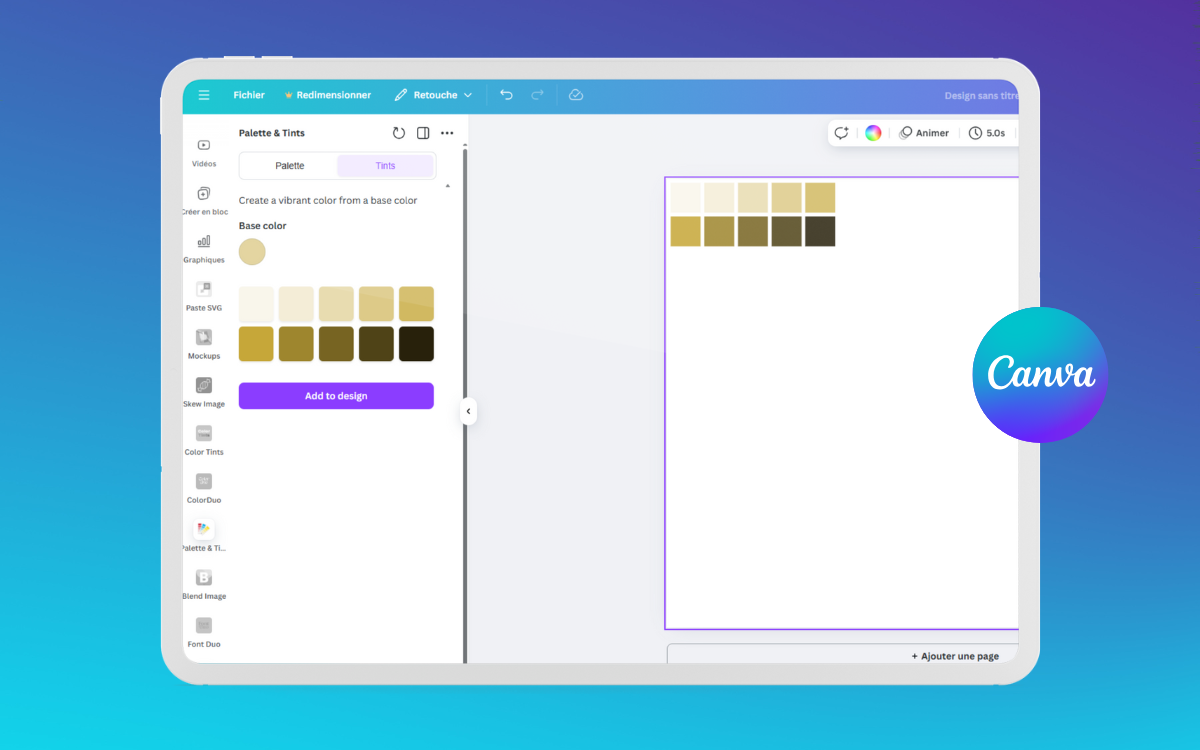 Fichier
Redimensionner
Retouche
Design sans titre
Palette & Tints
Animer
5.0s
Vidéos
Palette
Tints
Créer en bloc
Create a vibrant color from a base color
Base color
Graphiques
Paste SVG
Mockups
Add to design
Skew Image
Color Tints
ColorDuo
Palette & Ti...
Blend Image
Font Duo
+ Ajouter une page
Canva